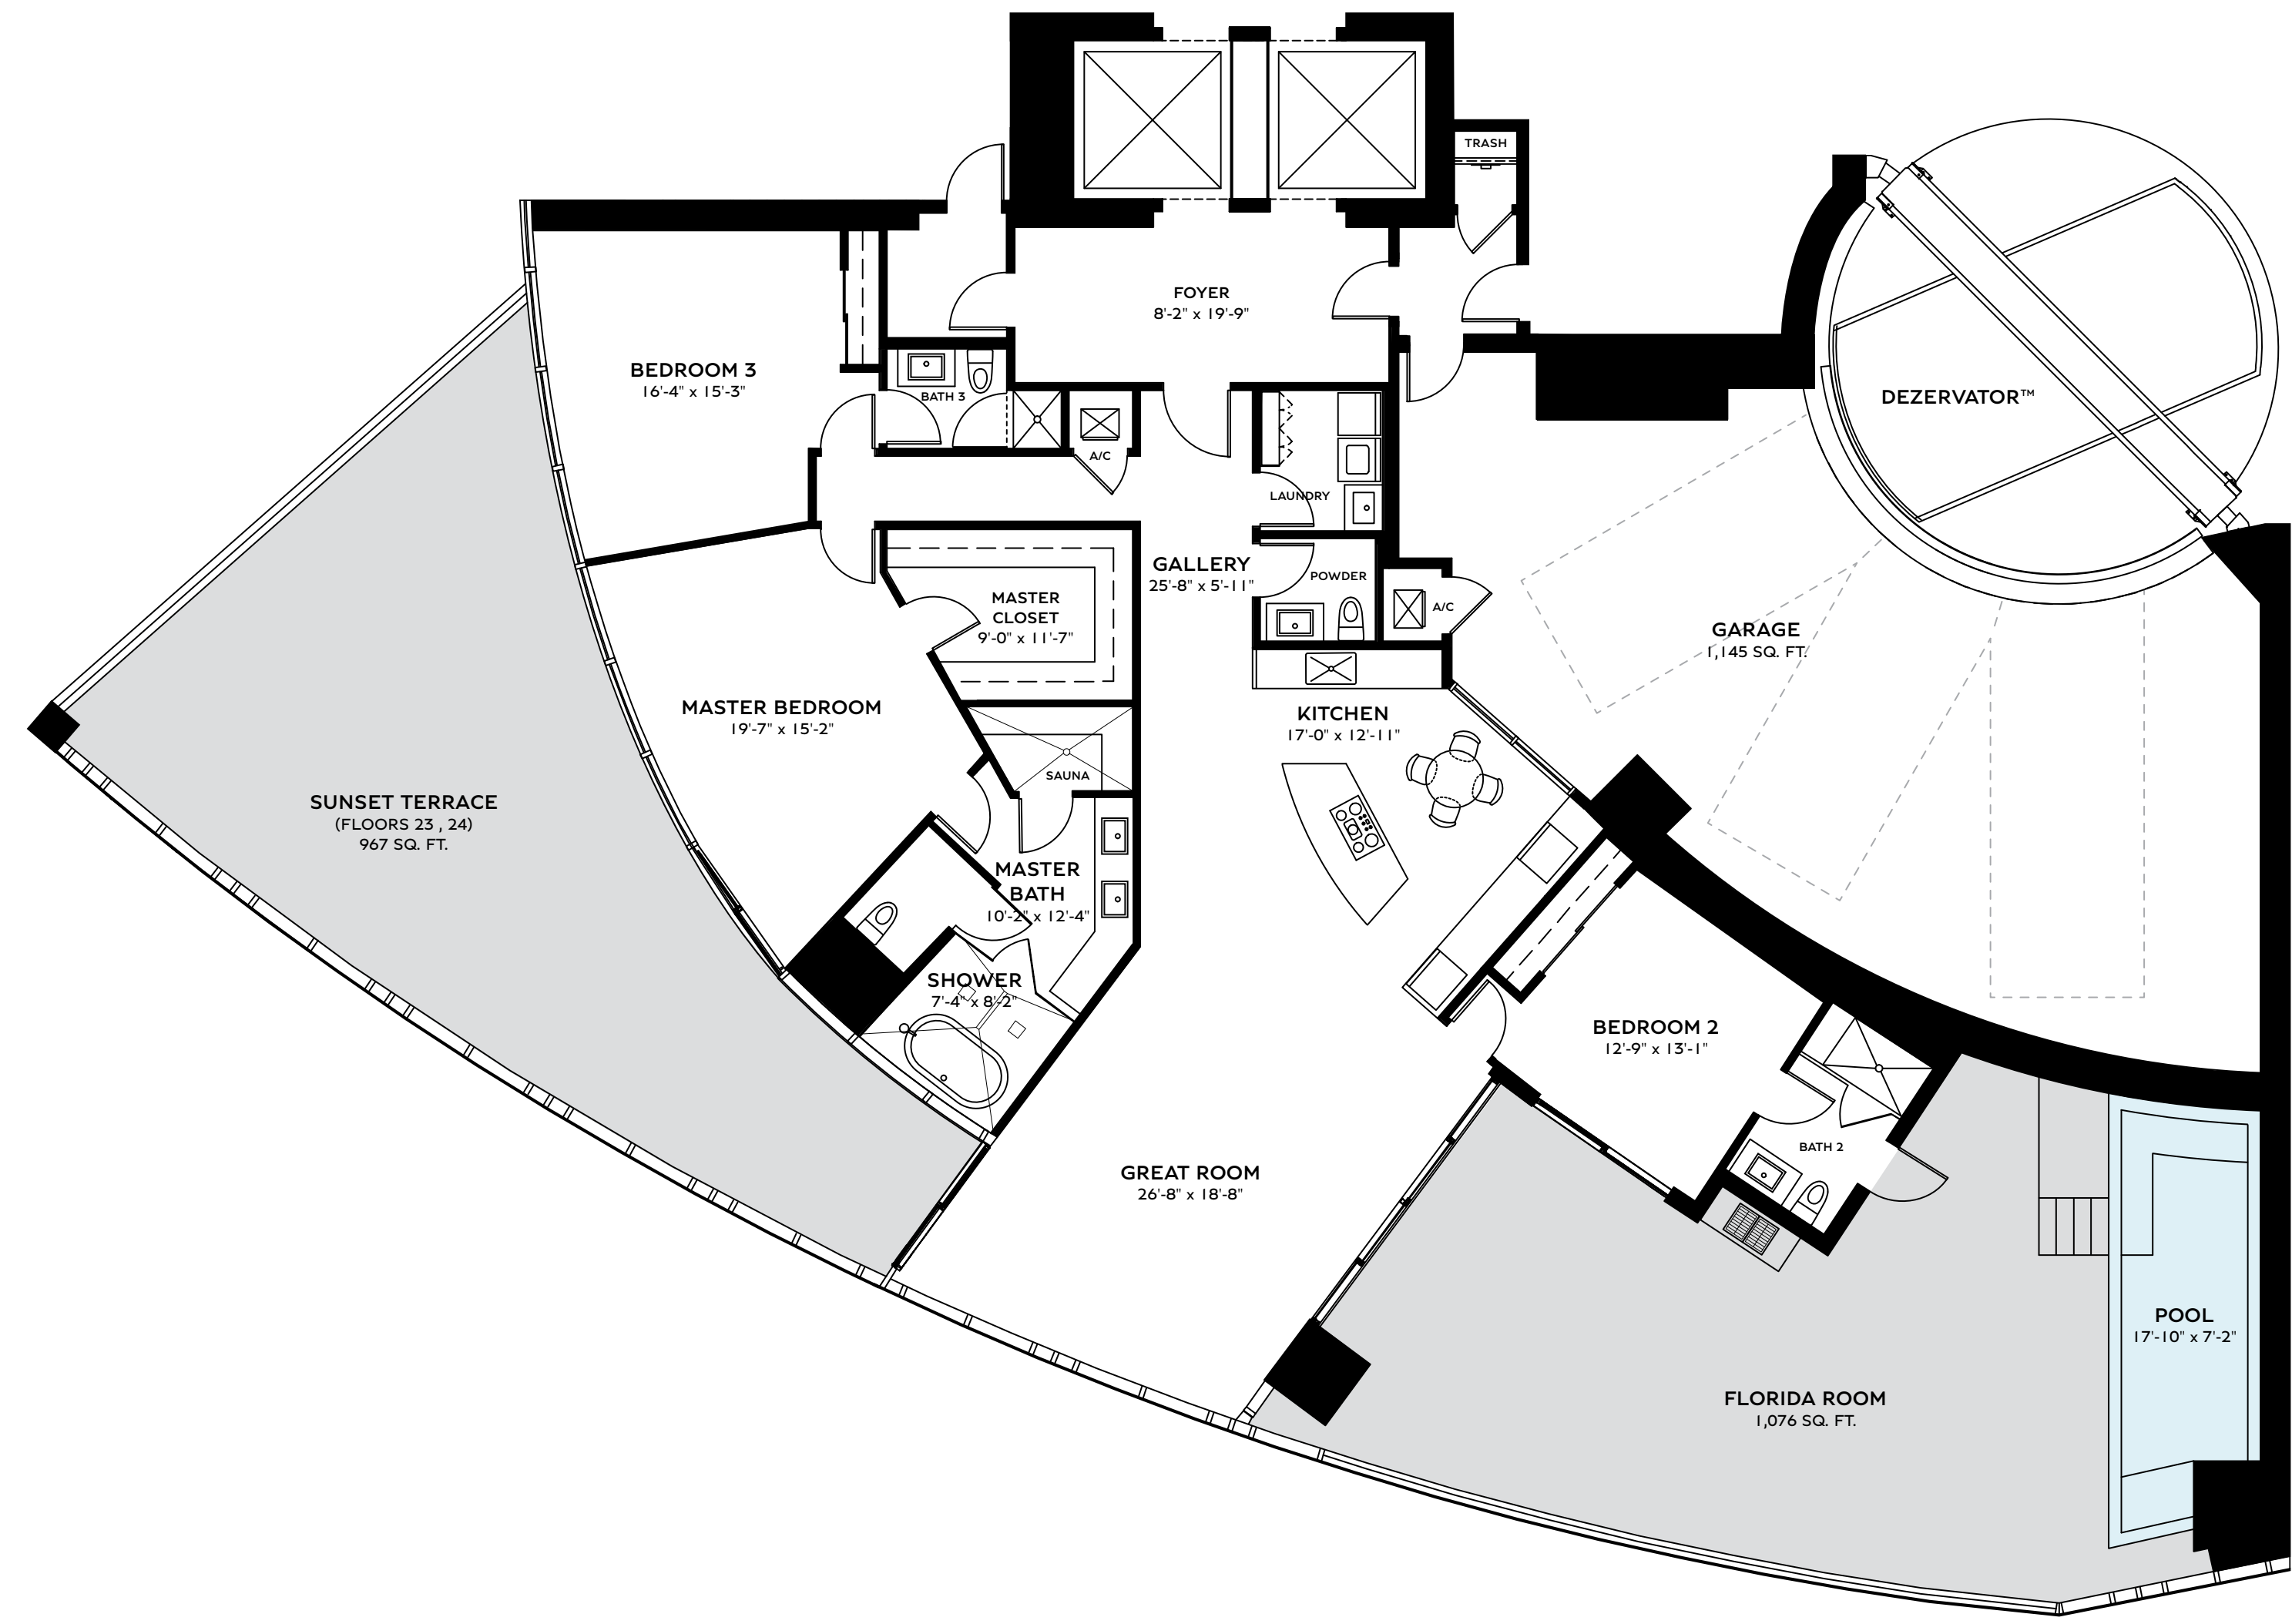 TRASH
FOYER
8'-2" x 19'-9"
BEDROOM 3
16'-4" x 15'-3"
BATH 3
A/C
DEZERVATOR™
LAUNDRY
GALLERY
25'-8" x 5'-11"
POWDER
A/C
MASTER
CLOSET
9'-0" x 11'-7"
GARAGE
1,145 SQ. FT.
MASTER BEDROOM
19'-7" x 15'-2"
KITCHEN
17'-0" x 12'-11"
SAUNA
SUNSET TERRACE
(FLOORS 23 , 24)
967 SQ. FT.
MASTER
BATH
10'-2" x 12'-4"
SHOWER
7'-4" x 8'-2"
BEDROOM 2
12'-9" x 13'-1"
BATH 2
GREAT ROOM
26'-8" x 18'-8"
POOL
17'-10" x 7'-2"
FLORIDA ROOM
1,076 SQ. FT.